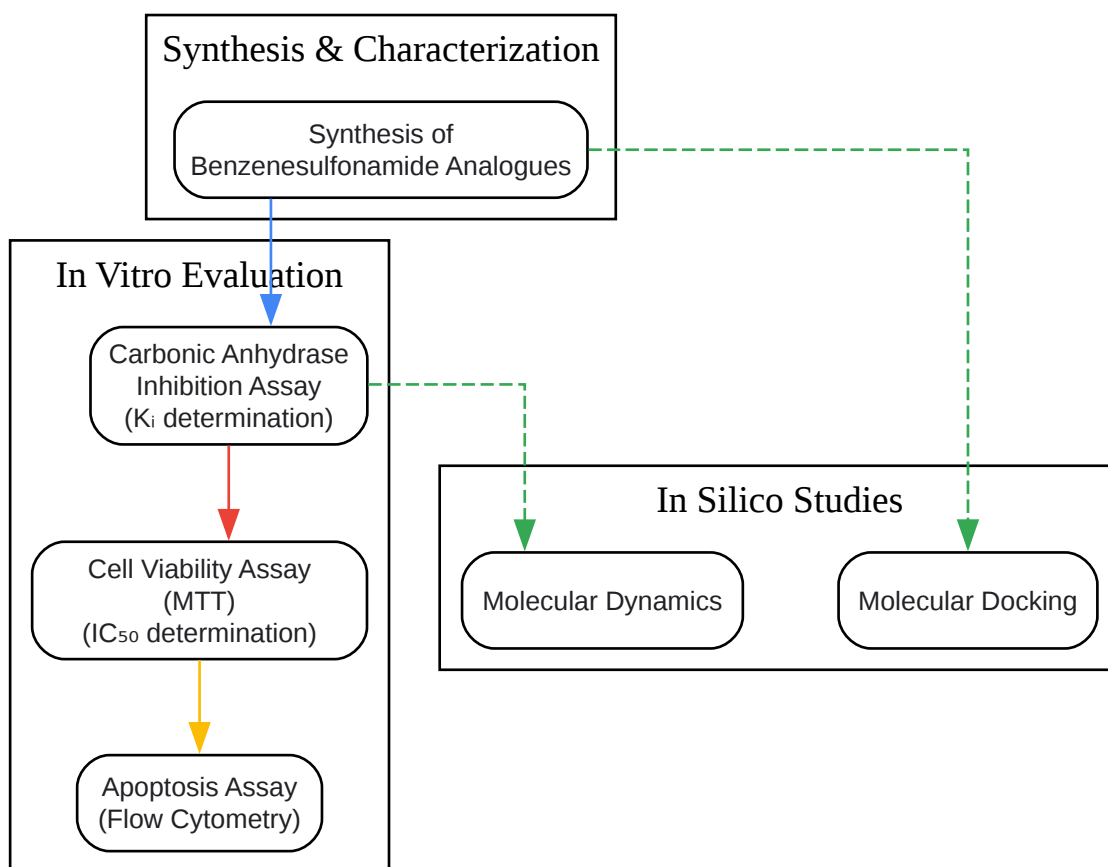 Synthesis & Characterization
Synthesis of
Benzenesulfonamide Analogues
In Vitro Evaluation
Carbonic Anhydrase
Inhibition Assay
(Kᵢ determination)
Cell Viability Assay
(MTT)
(IC₅₀ determination)
Apoptosis Assay
(Flow Cytometry)
In Silico Studies
Molecular Dynamics
Molecular Docking